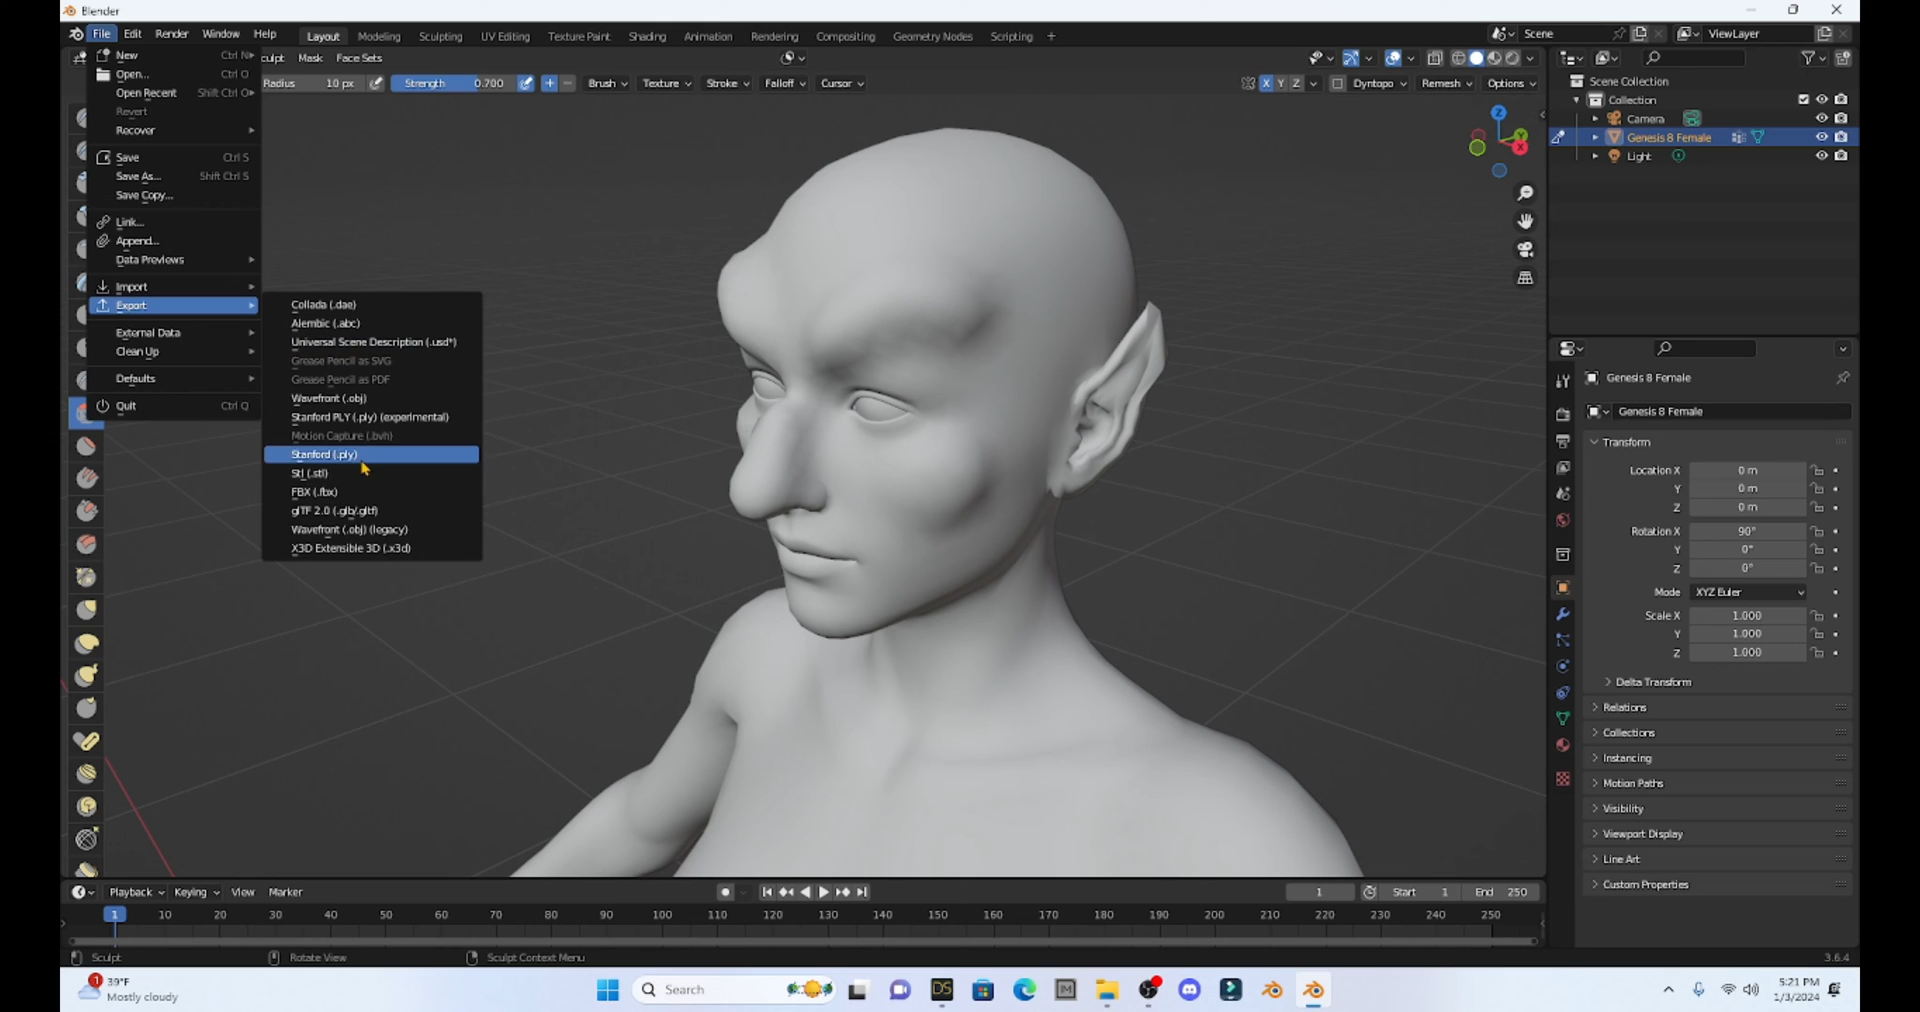 Blender
File Edit Render Window Help Layout Modeling Sculpting UV Editing Texture Paint Shading Animation Rendering Compositing Geometry Nodes Scripting + Scene ViewLayer
New Ctrl N
Open... Ctrl O
Open Recent Shift Ctrl O
Revert
Recover
Save Ctrl S
Save As... Shift Ctrl S
Save Copy...
Link...
Append...
Data Previews
Import
Export
External Data
Clean Up
Defaults
Quit Ctrl Q
culpt Mask Face Sets
Radius 10 px Strength 0.700 Brush Texture Stroke Falloff Cursor X Y Z Dyntopo Remesh Options
Collada (.dae)
Alembic (.abc)
Universal Scene Description (.usd*)
Grease Pencil as SVG
Grease Pencil as PDF
Wavefront (.obj)
Stanford PLY (.ply) (experimental)
Motion Capture (.bvh)
Stanford (.ply)
Stl (.stl)
FBX (.fbx)
glTF 2.0 (.glb/.gltf)
Wavefront (.obj) (legacy)
X3D Extensible 3D (.x3d)
Z
Y
X
Scene Collection
Collection
Camera
Genesis 8 Female
Light
Genesis 8 Female
Genesis 8 Female
Transform
Location X 0 m
Y 0 m
Z 0 m
Rotation X 90°
Y 0°
Z 0°
Mode XYZ Euler
Scale X 1.000
Y 1.000
Z 1.000
Delta Transform
Relations
Collections
Instancing
Motion Paths
Visibility
Viewport Display
Line Art
Custom Properties
Playback Keying View Marker 1 Start 1 End 250
1 10 20 30 40 50 60 70 80 90 100 110 120 130 140 150 160 170 180 190 200 210 220 230 240 250
Sculpt Rotate View Sculpt Context Menu 3.6.4
1 39°F
Mostly cloudy
Search
DS
M
5:21 PM
1/3/2024